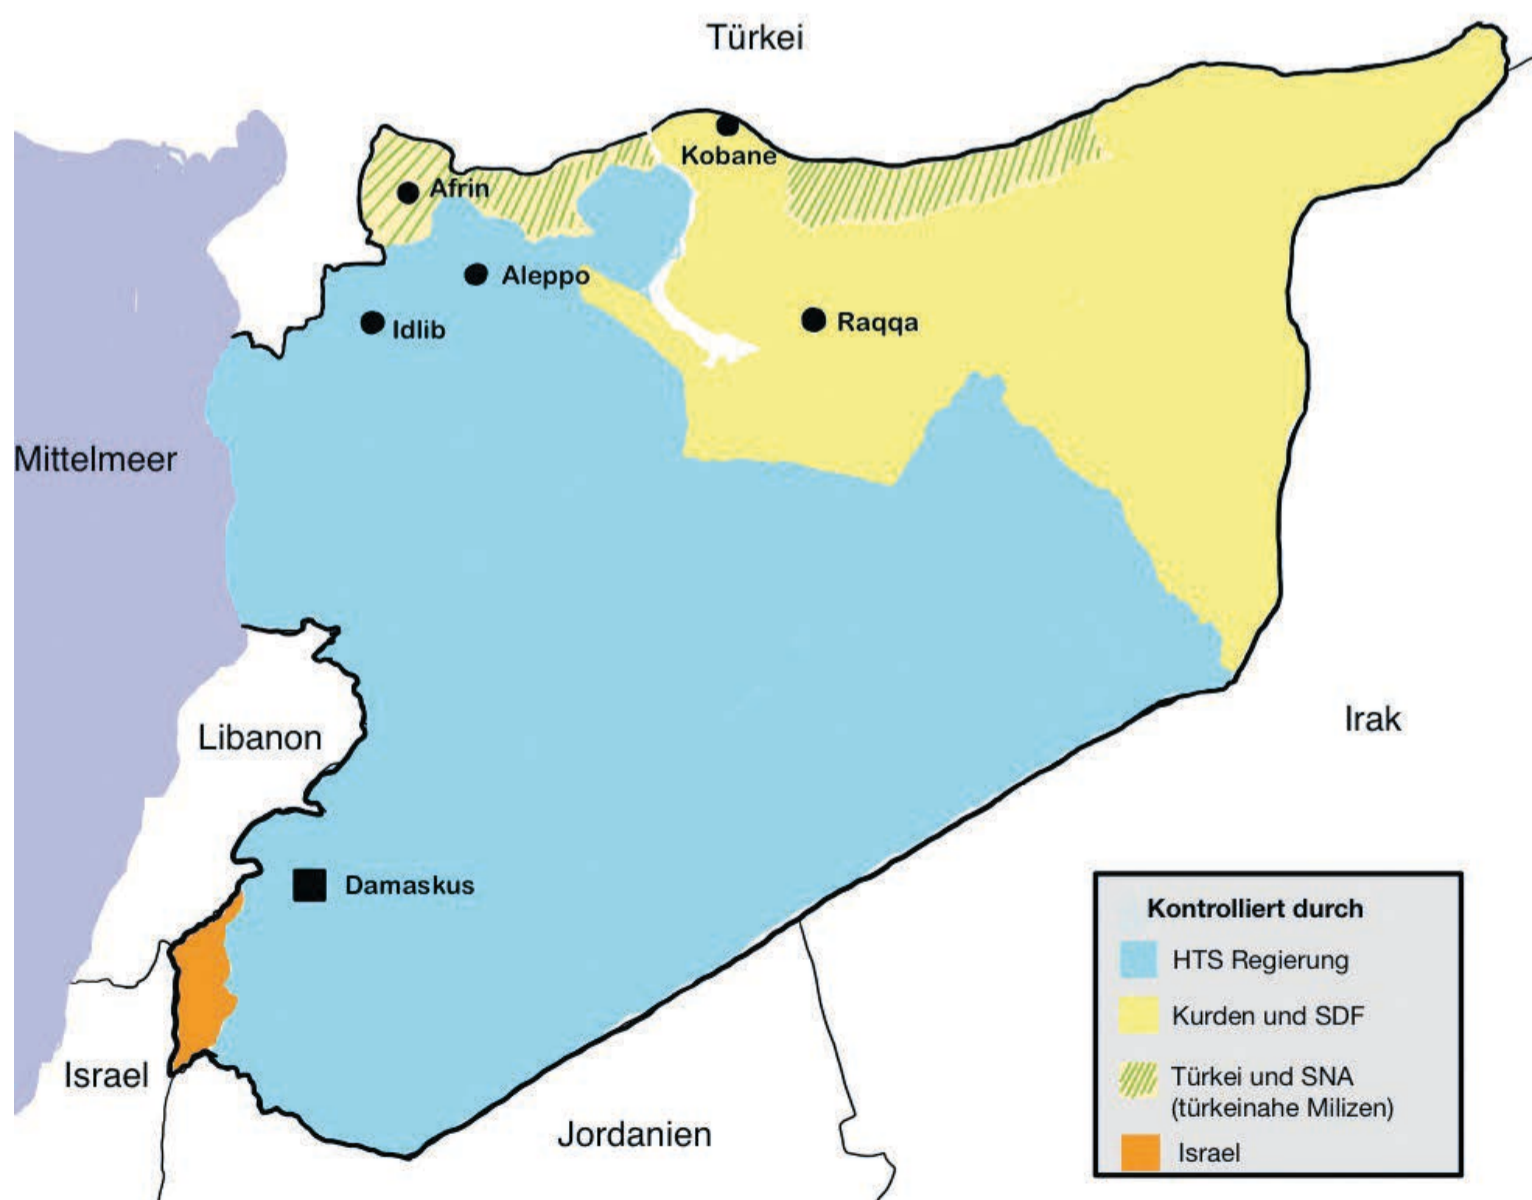 Türkei
Kobane
Afrin
Aleppo
Idlib
Raqqa
Mittelmeer
Libanon
Irak
Damaskus
Israel
Jordanien
Kontrolliert durch
HTS Regierung
Kurden und SDF
Türkei und SNA
(türkeinahe Milizen)
Israel